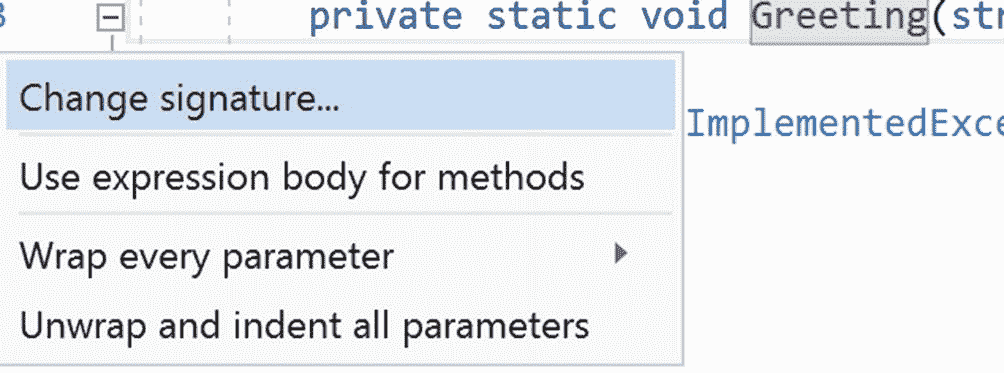 private static void Greeting(str
Change signature...
ImplementedExce
Use expression body for methods
Wrap every parameter
Unwrap and indent all parameters